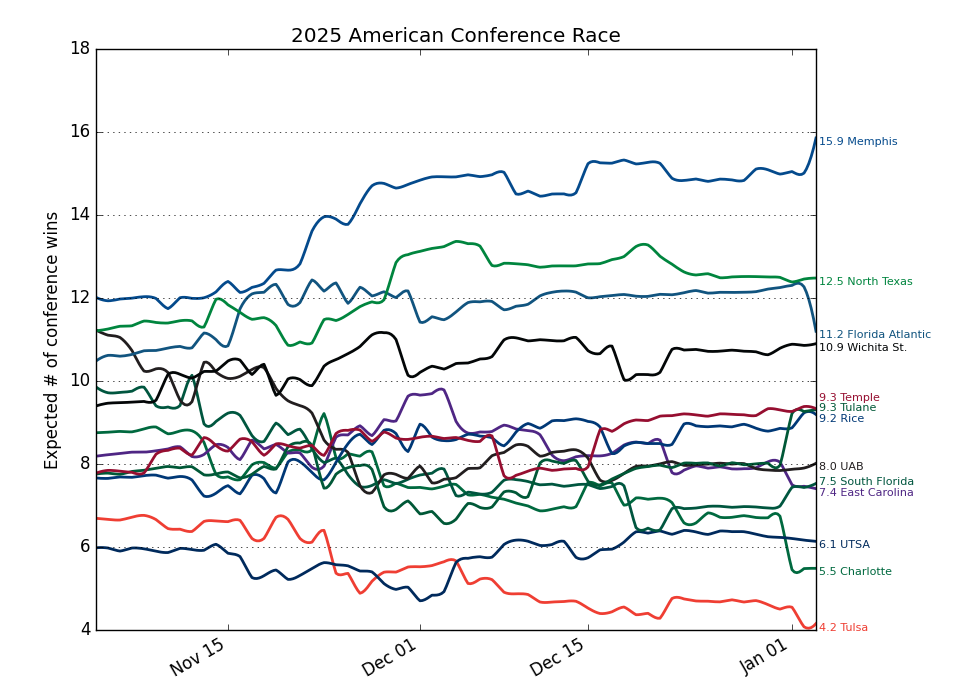 2025 American Conference Race
Expected # of conference wins
18
16
14
12
10
8
6
4
Nov 15
Dec 01
Dec 15
Jan 01
15.9 Memphis
12.5 North Texas
11.2 Florida Atlantic
10.9 Wichita St.
9.3 Temple
9.3 Tulane
9.2 Rice
8.0 UAB
7.5 South Florida
7.4 East Carolina
6.1 UTSA
5.5 Charlotte
4.2 Tulsa